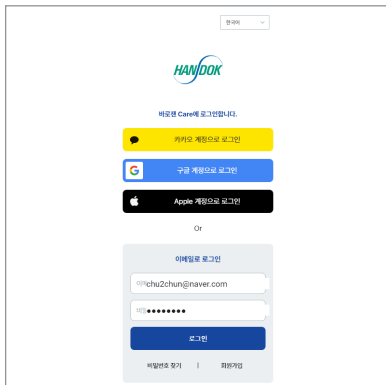 한국어
HANDOK
바로잰 Care에 로그인합니다.
카카오 계정으로 로그인
구글 계정으로 로그인
Apple 계정으로 로그인
Or
이메일로 로그인
chu2chun@naver.com
●●●●●●●●
로그인
비밀번호 찾기 | 회원가입